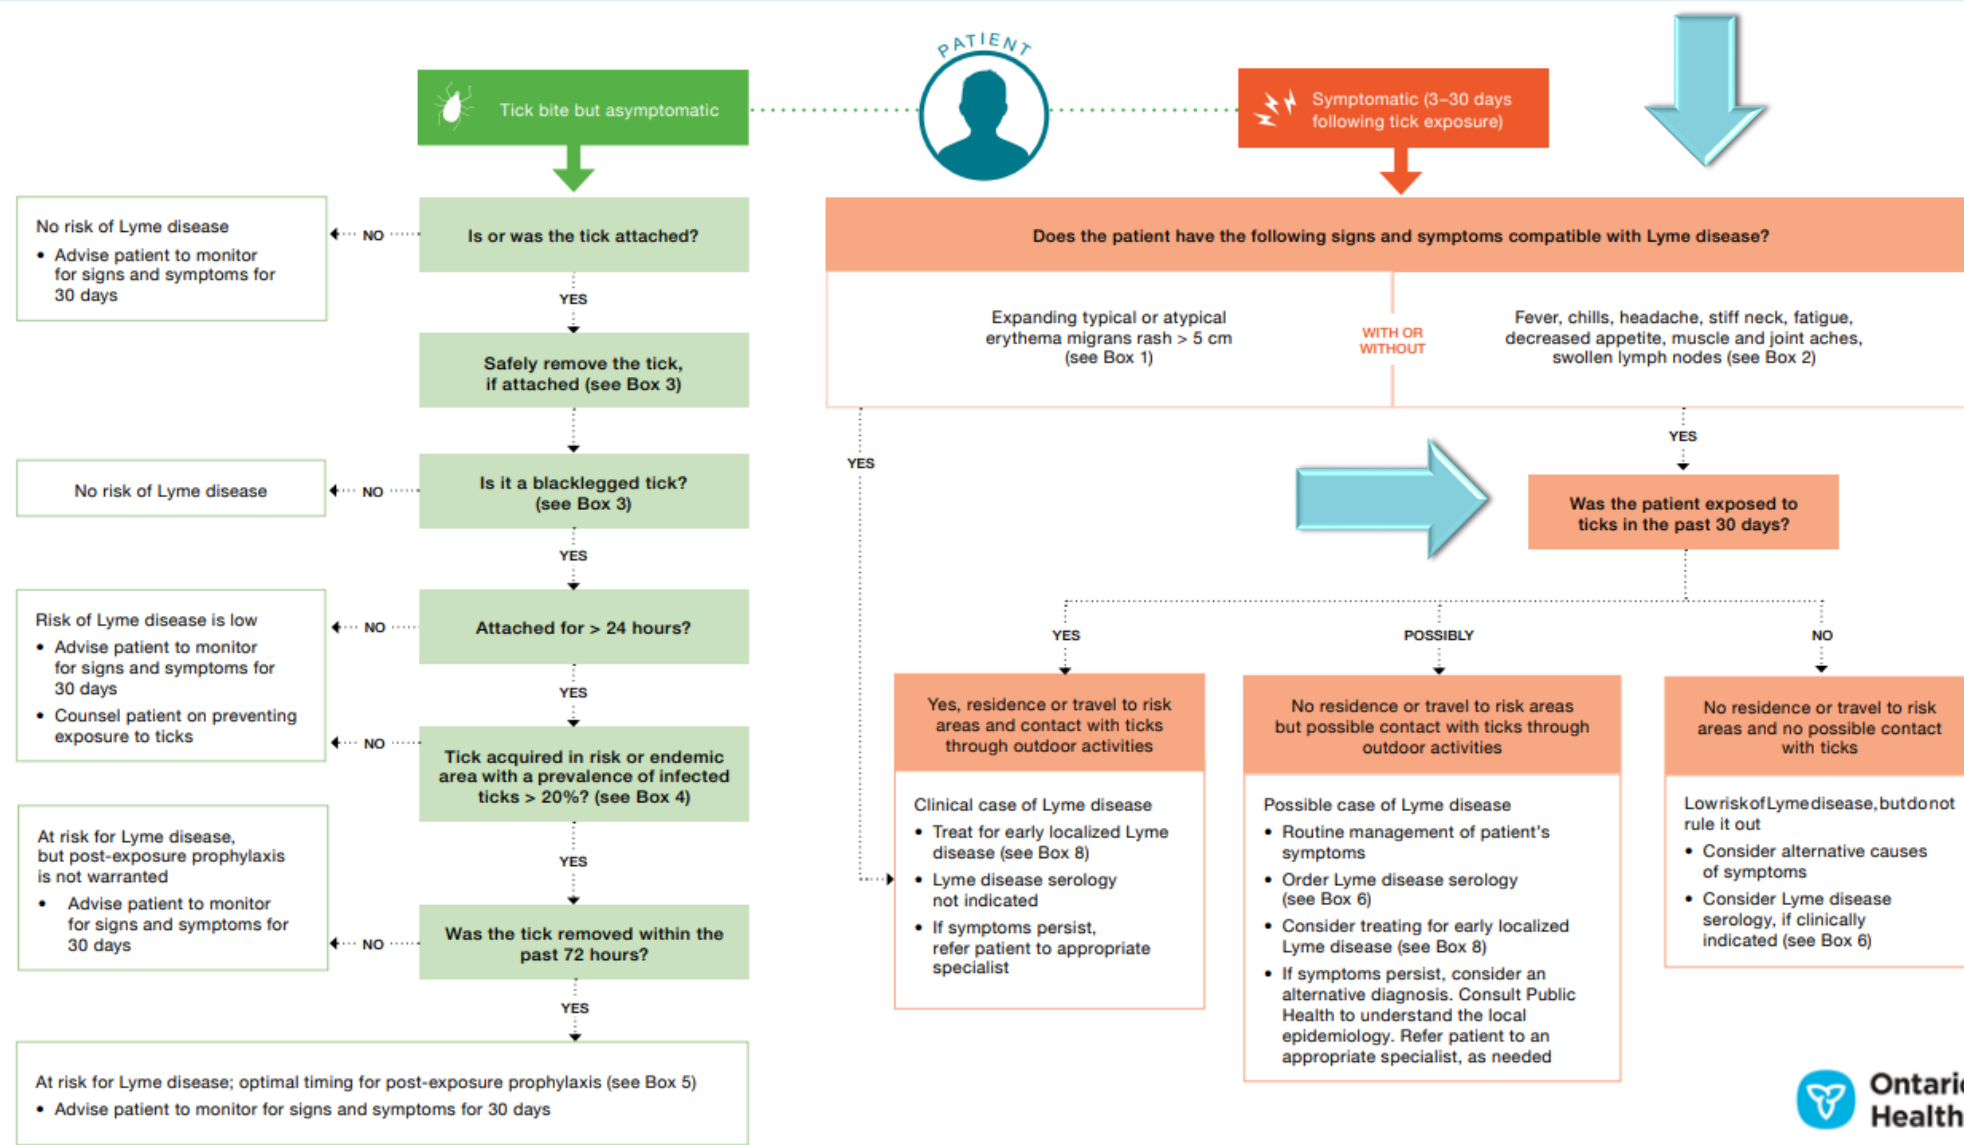 PATIENT
Tick bite but asymptomatic
Symptomatic (3–30 days
following tick exposure)
No risk of Lyme disease
• Advise patient to monitor
for signs and symptoms for
30 days
NO
Is or was the tick attached?
YES
Safely remove the tick,
if attached (see Box 3)
No risk of Lyme disease
NO
Is it a blacklegged tick?
(see Box 3)
YES
Risk of Lyme disease is low
• Advise patient to monitor
for signs and symptoms for
30 days
• Counsel patient on preventing
exposure to ticks
NO
Attached for > 24 hours?
YES
NO
Tick acquired in risk or endemic
area with a prevalence of infected
ticks > 20%? (see Box 4)
YES
At risk for Lyme disease,
but post-exposure prophylaxis
is not warranted
• Advise patient to monitor
for signs and symptoms for
30 days
NO
Was the tick removed within the
past 72 hours?
YES
At risk for Lyme disease; optimal timing for post-exposure prophylaxis (see Box 5)
• Advise patient to monitor for signs and symptoms for 30 days
Does the patient have the following signs and symptoms compatible with Lyme disease?
Expanding typical or atypical
erythema migrans rash > 5 cm
(see Box 1)
WITH OR
WITHOUT
Fever, chills, headache, stiff neck, fatigue,
decreased appetite, muscle and joint aches,
swollen lymph nodes (see Box 2)
YES
YES
Was the patient exposed to
ticks in the past 30 days?
YES
POSSIBLY
NO
Yes, residence or travel to risk
areas and contact with ticks
through outdoor activities
Clinical case of Lyme disease
• Treat for early localized Lyme
disease (see Box 8)
• Lyme disease serology
not indicated
• If symptoms persist,
refer patient to appropriate
specialist
No residence or travel to risk areas
but possible contact with ticks through
outdoor activities
Possible case of Lyme disease
• Routine management of patient's
symptoms
• Order Lyme disease serology
(see Box 6)
• Consider treating for early localized
Lyme disease (see Box 8)
• If symptoms persist, consider an
alternative diagnosis. Consult Public
Health to understand the local
epidemiology. Refer patient to an
appropriate specialist, as needed
No residence or travel to risk
areas and no possible contact
with ticks
Low risk of Lyme disease, but do not
rule it out
• Consider alternative causes
of symptoms
• Consider Lyme disease
serology, if clinically
indicated (see Box 6)
Ontario
Health